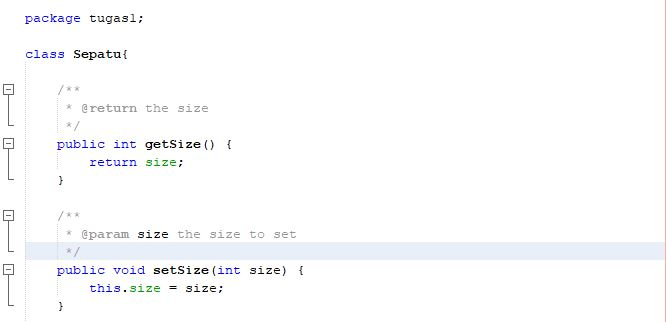 package tugas1;
class Sepatu{
/**
* @return the size
*/
public int getSize() {
return size;
}
/**
* @param size the size to set
*/
public void setSize(int size) {
this.size = size;
}